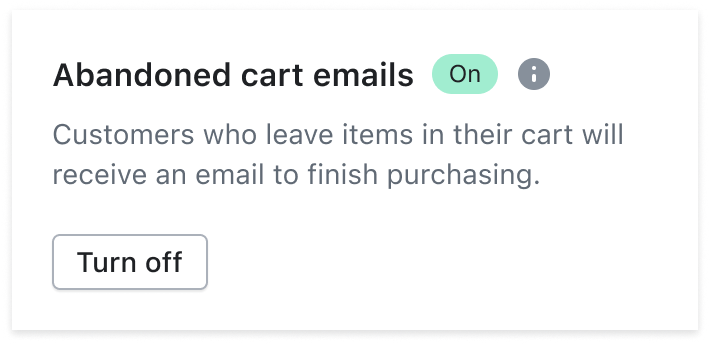 Abandoned cart emails On
Customers who leave items in their cart will
receive an email to finish purchasing.
Turn off